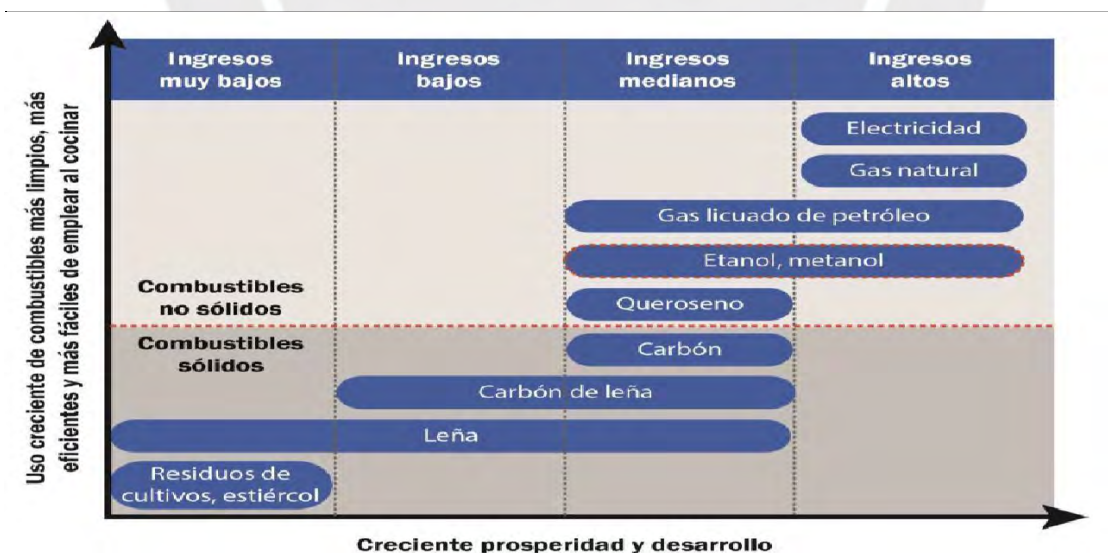 Ingresos muy bajos
Ingresos bajos
Ingresos medianos
Ingresos altos
Uso creciente de combustibles más limpios, más
eficientes y más fáciles de emplear al cocinar
Electricidad
Gas natural
Gas licuado de petróleo
Etanol, metanol
Combustibles
no sólidos
Queroseno
Combustibles
sólidos
Carbón
Carbón de leña
Leña
Residuos de
cultivos, estiércol
Creciente prosperidad y desarrollo